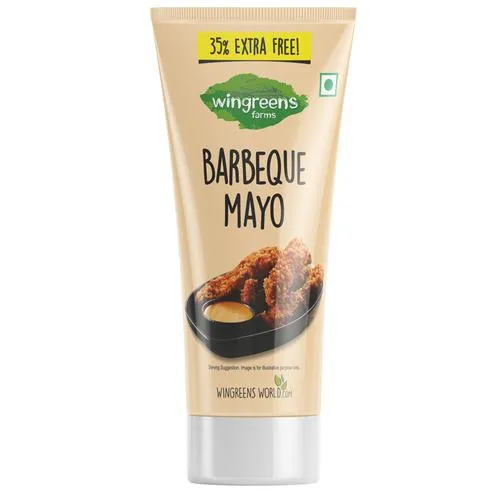 35% EXTRA FREE!
wingreens
farms
BARBEQUE
MAYO
Serving Suggestion. Image is for illustrative purpose only.
WINGREENS WORLD.com